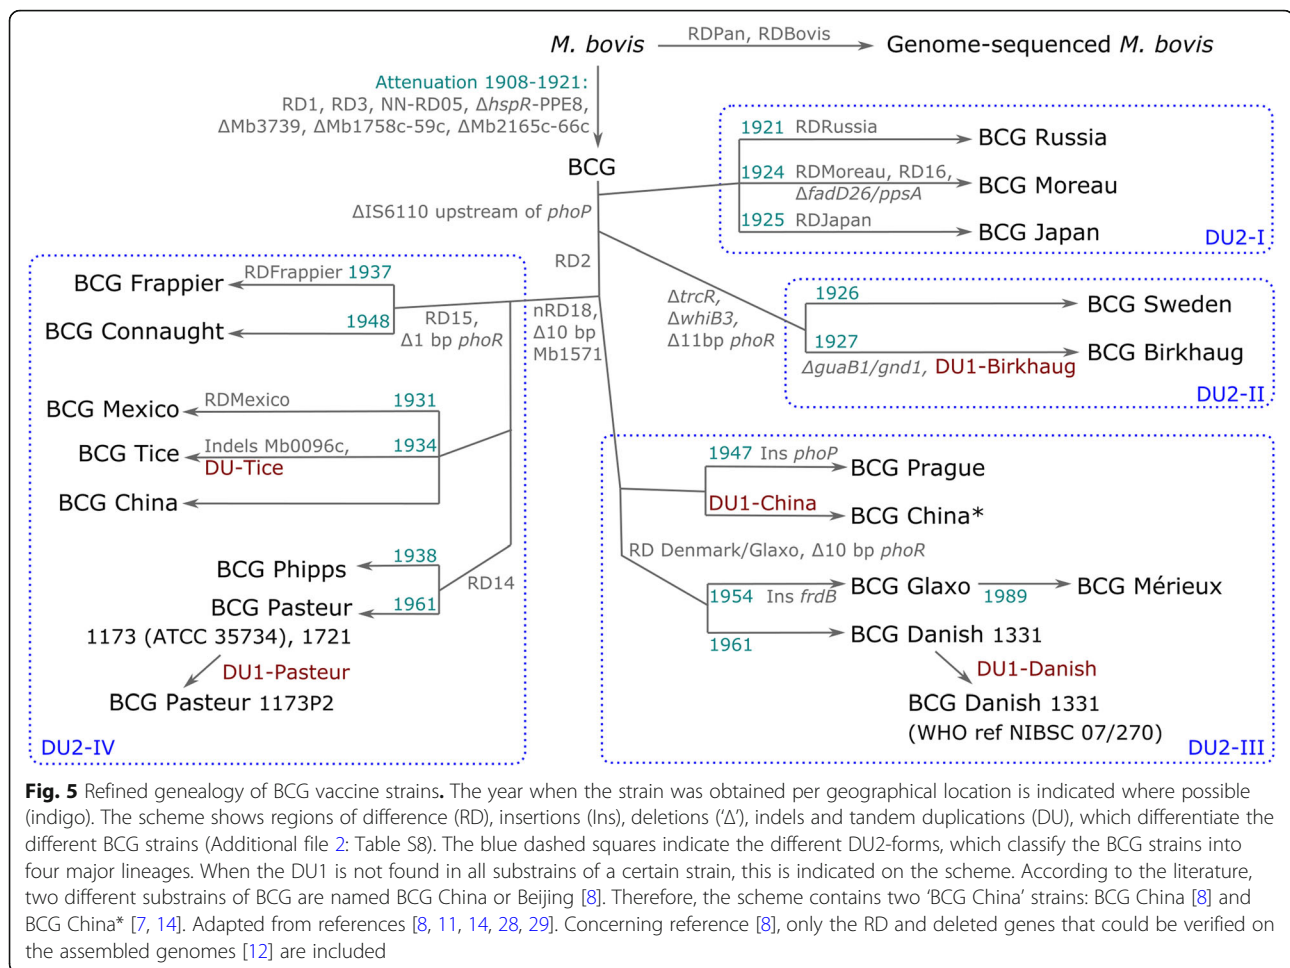 M. bovis
RDPan, RDBovis
Genome-sequenced M. bovis
Attenuation 1908-1921:
RD1, RD3, NN-RD05, ΔhspR-PPE8,
ΔMb3739, ΔMb1758c-59c, ΔMb2165c-66c
BCG
1921 RDRussia
BCG Russia
1924 RDMoreau, RD16,
ΔfadD26/ppsA
BCG Moreau
1925 RDJapan
BCG Japan
DU2-I
ΔIS6110 upstream of phoP
RD2
ΔtrcR,
ΔwhiB3,
Δ11bp phoR
1926
BCG Sweden
1927
BCG Birkhaug
ΔguaB1/gnd1, DU1-Birkhaug
DU2-II
nRD18,
Δ10 bp
Mb1571
BCG Frappier
RDFrappier 1937
BCG Connaught
1948
RD15,
Δ1 bp phoR
BCG Mexico
RDMexico 1931
BCG Tice
Indels Mb0096c, 1934
DU-Tice
BCG China
BCG Phipps
1938
BCG Pasteur
1961
RD14
1173 (ATCC 35734), 1721
DU1-Pasteur
BCG Pasteur 1173P2
DU2-IV
1947 Ins phoP
BCG Prague
DU1-China
BCG China*
RD Denmark/Glaxo, Δ10 bp phoR
1954 Ins frdB
BCG Glaxo
1989
BCG Mérieux
1961
BCG Danish 1331
DU1-Danish
BCG Danish 1331
(WHO ref NIBSC 07/270)
DU2-III
Fig. 5 Refined genealogy of BCG vaccine strains. The year when the strain was obtained per geographical location is indicated where possible
(indigo). The scheme shows regions of difference (RD), insertions (Ins), deletions ('Δ'), indels and tandem duplications (DU), which differentiate the
different BCG strains (Additional file 2: Table S8). The blue dashed squares indicate the different DU2-forms, which classify the BCG strains into
four major lineages. When the DU1 is not found in all substrains of a certain strain, this is indicated on the scheme. According to the literature,
two different substrains of BCG are named BCG China or Beijing [8]. Therefore, the scheme contains two 'BCG China' strains: BCG China [8] and
BCG China* [7, 14]. Adapted from references [8, 11, 14, 28, 29]. Concerning reference [8], only the RD and deleted genes that could be verified on
the assembled genomes [12] are included